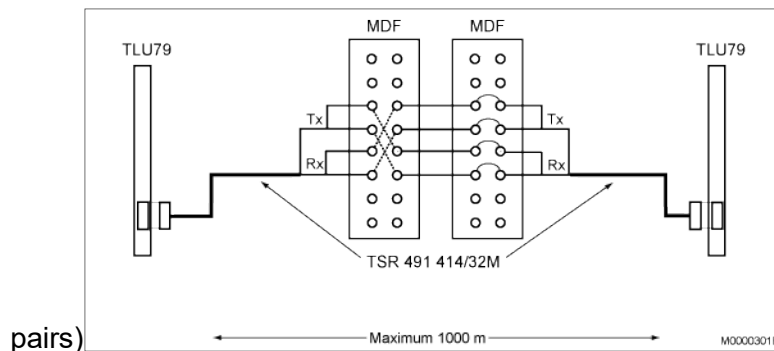 MDF MDF
TLU79 TLU79
Tx Tx
Rx Rx
TSR 491 414/32M
pairs)
Maximum 1000 m
M0000301